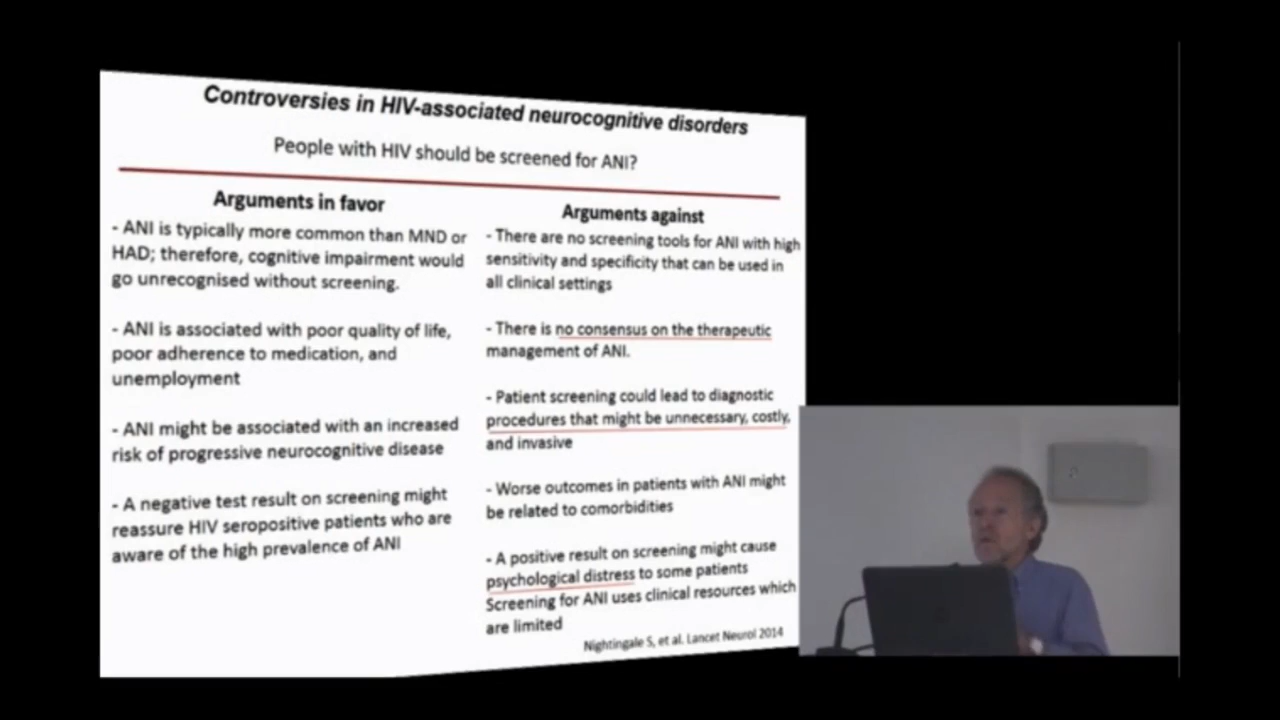 Controversies in HIV-associated neurocognitive disorders
People with HIV should be screened for ANI?
Arguments in favor
- ANI is typically more common than MND or
HAD; therefore, cognitive impairment would
go unrecognised without screening.
- ANI is associated with poor quality of life,
poor adherence to medication, and
unemployment
- ANI might be associated with an increased
risk of progressive neurocognitive disease
- A negative test result on screening might
reassure HIV seropositive patients who are
aware of the high prevalence of ANI
Arguments against
- There are no screening tools for ANI with high
sensitivity and specificity that can be used in
all clinical settings
- There is no consensus on the therapeutic
management of ANI.
- Patient screening could lead to diagnostic
procedures that might be unnecessary, costly,
and invasive
- Worse outcomes in patients with ANI might
be related to comorbidities
- A positive result on screening might cause
psychological distress to some patients
Screening for ANI uses clinical resources which
are limited
Nightingale S, et al. Lancet Neurol 2014